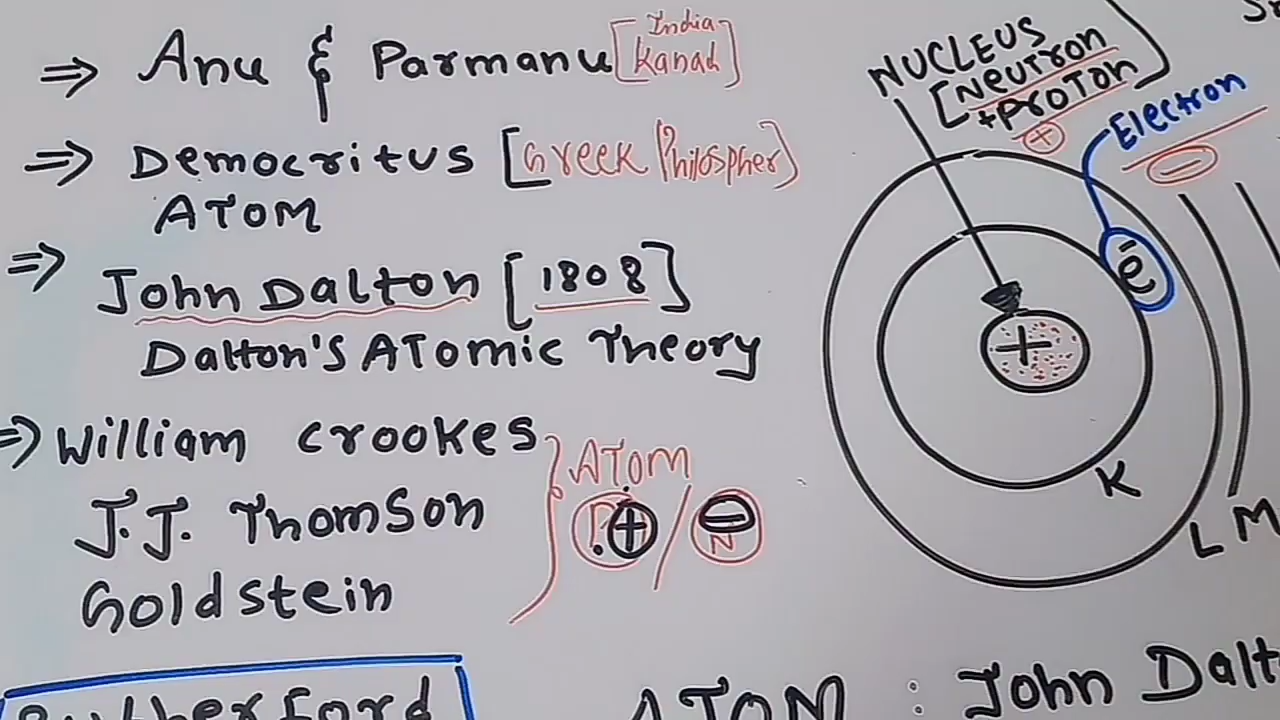 ⇒ Anu & Parmanu [India Kanad]
⇒ Democritus [Greek Philospher]
ATOM
⇒ John Dalton [1808]
Dalton's ATomic Theory
⇒ William crookes
J.J. Thomson
Goldstein
ATOM
+ / − N
Rutherford
NUCLEUS
[Neutron
+ProTon]
+
Electron
−
ē
+
K
L M
ATOM : John Dalt